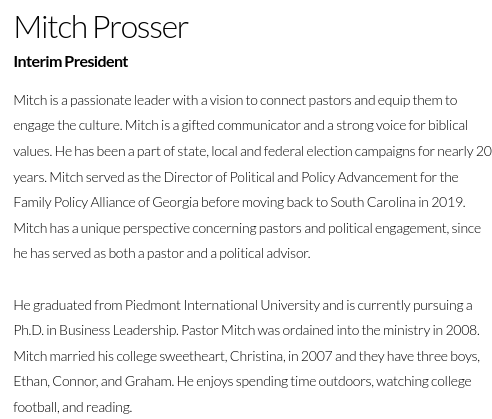 Mitch Prosser
Interim President
Mitch is a passionate leader with a vision to connect pastors and equip them to
engage the culture. Mitch is a gifted communicator and a strong voice for biblical
values. He has been a part of state, local and federal election campaigns for nearly 20
years. Mitch served as the Director of Political and Policy Advancement for the
Family Policy Alliance of Georgia before moving back to South Carolina in 2019.
Mitch has a unique perspective concerning pastors and political engagement, since
he has served as both a pastor and a political advisor.
He graduated from Piedmont International University and is currently pursuing a
Ph.D. in Business Leadership. Pastor Mitch was ordained into the ministry in 2008.
Mitch married his college sweetheart, Christina, in 2007 and they have three boys,
Ethan, Connor, and Graham. He enjoys spending time outdoors, watching college
football, and reading.